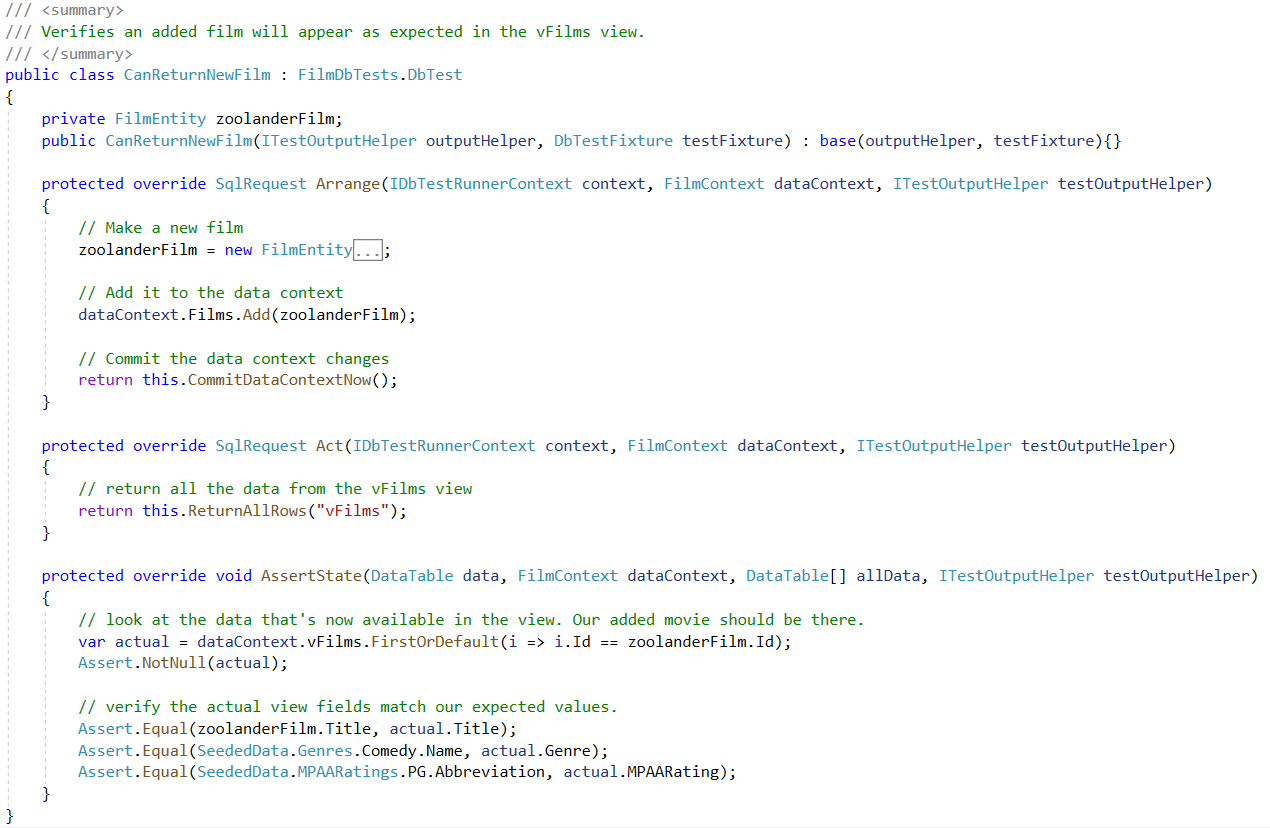 /// <summary>
/// Verifies an added film will appear as expected in the vFilms view.
/// </summary>
public class CanReturnNewFilm : FilmDbTests.DbTest
{
    private FilmEntity zoolanderFilm;
    public CanReturnNewFilm(ITestOutputHelper outputHelper, DbTestFixture testFixture) : base(outputHelper, testFixture){}

    protected override SqlRequest Arrange(IDbTestRunnerContext context, FilmContext dataContext, ITestOutputHelper testOutputHelper)
    {
        // Make a new film
        zoolanderFilm = new FilmEntity...;

        // Add it to the data context
        dataContext.Films.Add(zoolanderFilm);

        // Commit the data context changes
        return this.CommitDataContextNow();
    }

    protected override SqlRequest Act(IDbTestRunnerContext context, FilmContext dataContext, ITestOutputHelper testOutputHelper)
    {
        // return all the data from the vFilms view
        return this.ReturnAllRows("vFilms");
    }

    protected override void AssertState(DataTable data, FilmContext dataContext, DataTable[] allData, ITestOutputHelper testOutputHelper)
    {
        // look at the data that's now available in the view. Our added movie should be there.
        var actual = dataContext.vFilms.FirstOrDefault(i => i.Id == zoolanderFilm.Id);
        Assert.NotNull(actual);

        // verify the actual view fields match our expected values.
        Assert.Equal(zoolanderFilm.Title, actual.Title);
        Assert.Equal(SeededData.Genres.Comedy.Name, actual.Genre);
        Assert.Equal(SeededData.MPAARatings.PG.Abbreviation, actual.MPAARating);
    }
}